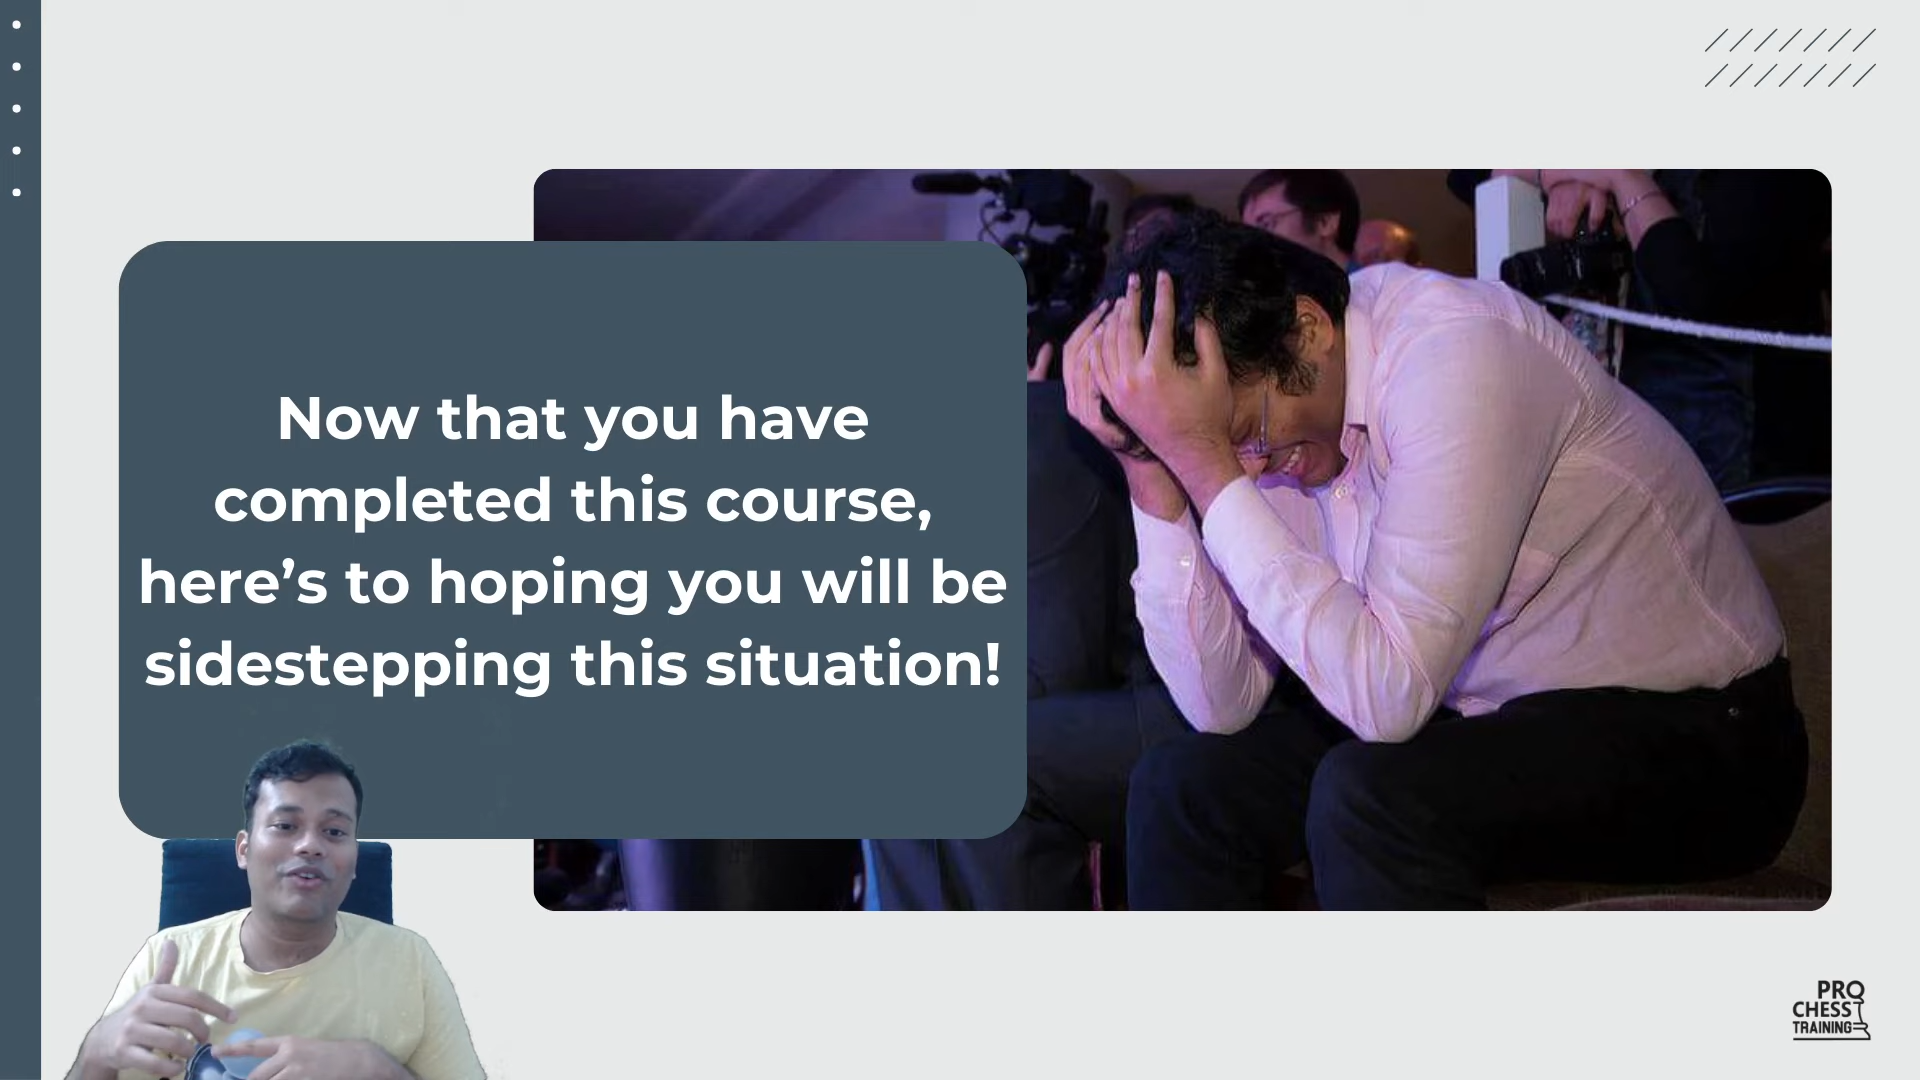 Now that you have
completed this course,
here’s to hoping you will be
sidestepping this situation!
PRO
CHESS
TRAINING